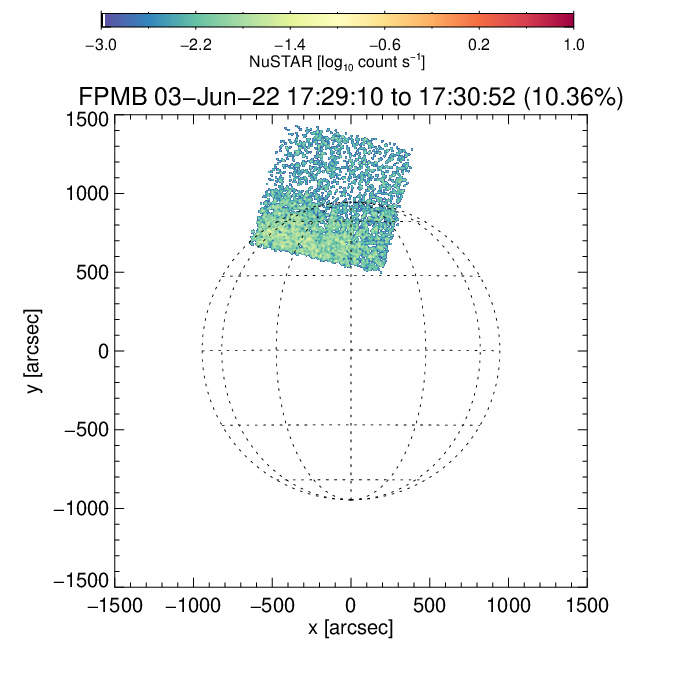 −3.0 −2.2 −1.4 −0.6 0.2 1.0
NuSTAR [log10 count s−1]
FPMB 03−Jun−22 17:29:10 to 17:30:52 (10.36%)
1500
1000
500
0
−500
−1000
−1500
y [arcsec]
−1500 −1000 −500 0 500 1000 1500
x [arcsec]